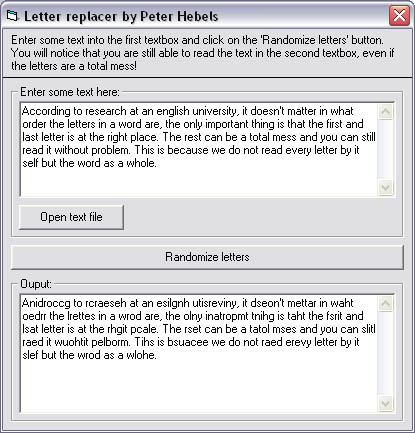 Letter replacer by Peter Hebels
Enter some text into the first textbox and click on the 'Randomize letters' button.
You will notice that you are still able to read the text in the second textbox, even if
the letters are a total mess!
Enter some text here:
According to research at an english university, it doesn't matter in what
order the letters in a word are, the only important thing is that the first and
last letter is at the right place. The rest can be a total mess and you can still
read it without problem. This is because we do not read every letter by it
self but the word as a whole.
Open text file
Randomize letters
Ouput:
Anidroccg to rcraeseh at an esilgnh utisreviny, it dseon't mettar in waht
oedrr the lrettes in a wrod are, the olny inatropmt tnihg is taht the fsrit and
lsat letter is at the rhgit pcale. The rset can be a tatol mses and you can slitl
raed it wuohtit pelborm. Tihs is bsuacee we do not raed erevy letter by it
slef but the wrod as a wlohe.